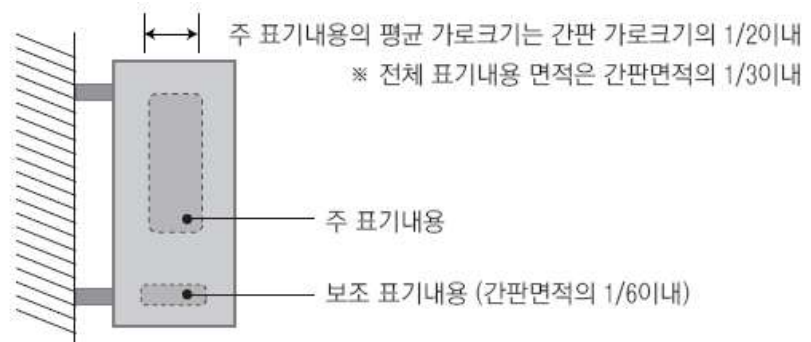 주 표기내용의 평균 가로크기는 간판 가로크기의 1/2이내
※ 전체 표기내용 면적은 간판면적의 1/3이내
주 표기내용
보조 표기내용 (간판면적의 1/6이내)